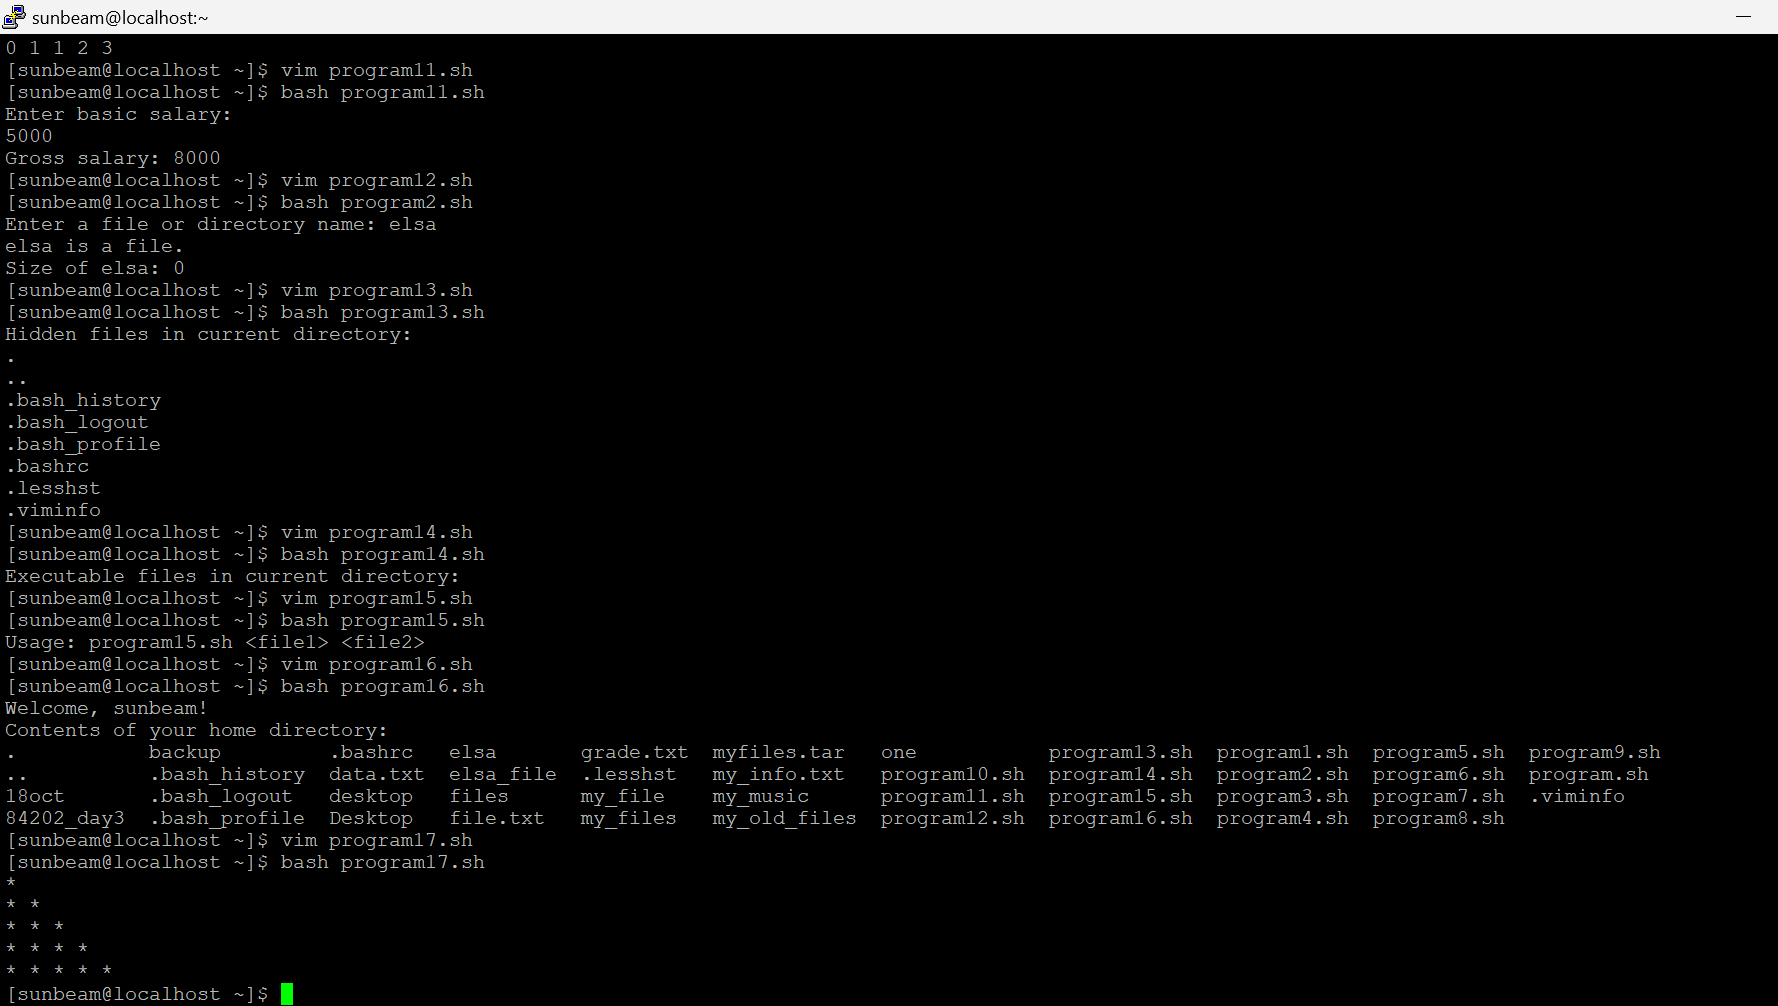 sunbeam@localhost:~
0 1 1 2 3
[sunbeam@localhost ~]$ vim program11.sh
[sunbeam@localhost ~]$ bash program11.sh
Enter basic salary:
5000
Gross salary: 8000
[sunbeam@localhost ~]$ vim program12.sh
[sunbeam@localhost ~]$ bash program2.sh
Enter a file or directory name: elsa
elsa is a file.
Size of elsa: 0
[sunbeam@localhost ~]$ vim program13.sh
[sunbeam@localhost ~]$ bash program13.sh
Hidden files in current directory:
.
..
.bash_history
.bash_logout
.bash_profile
.bashrc
.lesshst
.viminfo
[sunbeam@localhost ~]$ vim program14.sh
[sunbeam@localhost ~]$ bash program14.sh
Executable files in current directory:
[sunbeam@localhost ~]$ vim program15.sh
[sunbeam@localhost ~]$ bash program15.sh
Usage: program15.sh <file1> <file2>
[sunbeam@localhost ~]$ vim program16.sh
[sunbeam@localhost ~]$ bash program16.sh
Welcome, sunbeam!
Contents of your home directory:
.           backup         .bashrc   elsa       grade.txt  myfiles.tar   one           program13.sh  program1.sh  program5.sh  program9.sh
..          .bash_history  data.txt  elsa_file  .lesshst   my_info.txt   program10.sh  program14.sh  program2.sh  program6.sh  program.sh
18oct       .bash_logout   desktop   files      my_file    my_music      program11.sh  program15.sh  program3.sh  program7.sh  .viminfo
84202_day3  .bash_profile  Desktop   file.txt   my_files   my_old_files  program12.sh  program16.sh  program4.sh  program8.sh
[sunbeam@localhost ~]$ vim program17.sh
[sunbeam@localhost ~]$ bash program17.sh
*
* *
* * *
* * * *
* * * * *
[sunbeam@localhost ~]$